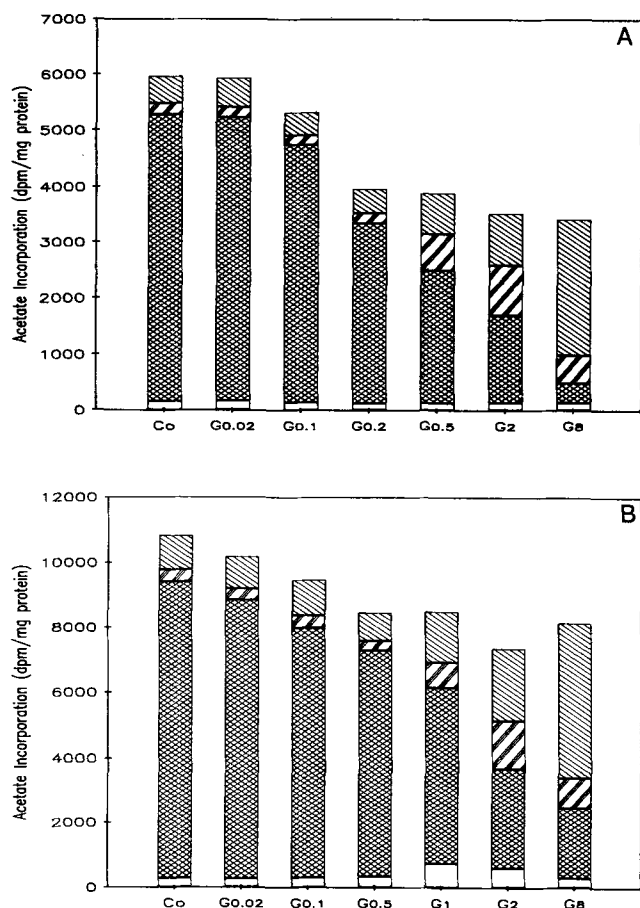 A
Acetate Incorporation (dpm/mg protein)
7000
6000
5000
4000
3000
2000
1000
0
Co G0.02 G0.1 G0.2 G0.5 G2 G8
B
Acetate Incorporation (dpm/mg protein)
12000
10000
8000
6000
4000
2000
0
Co G0.02 G0.1 G0.5 G1 G2 G8